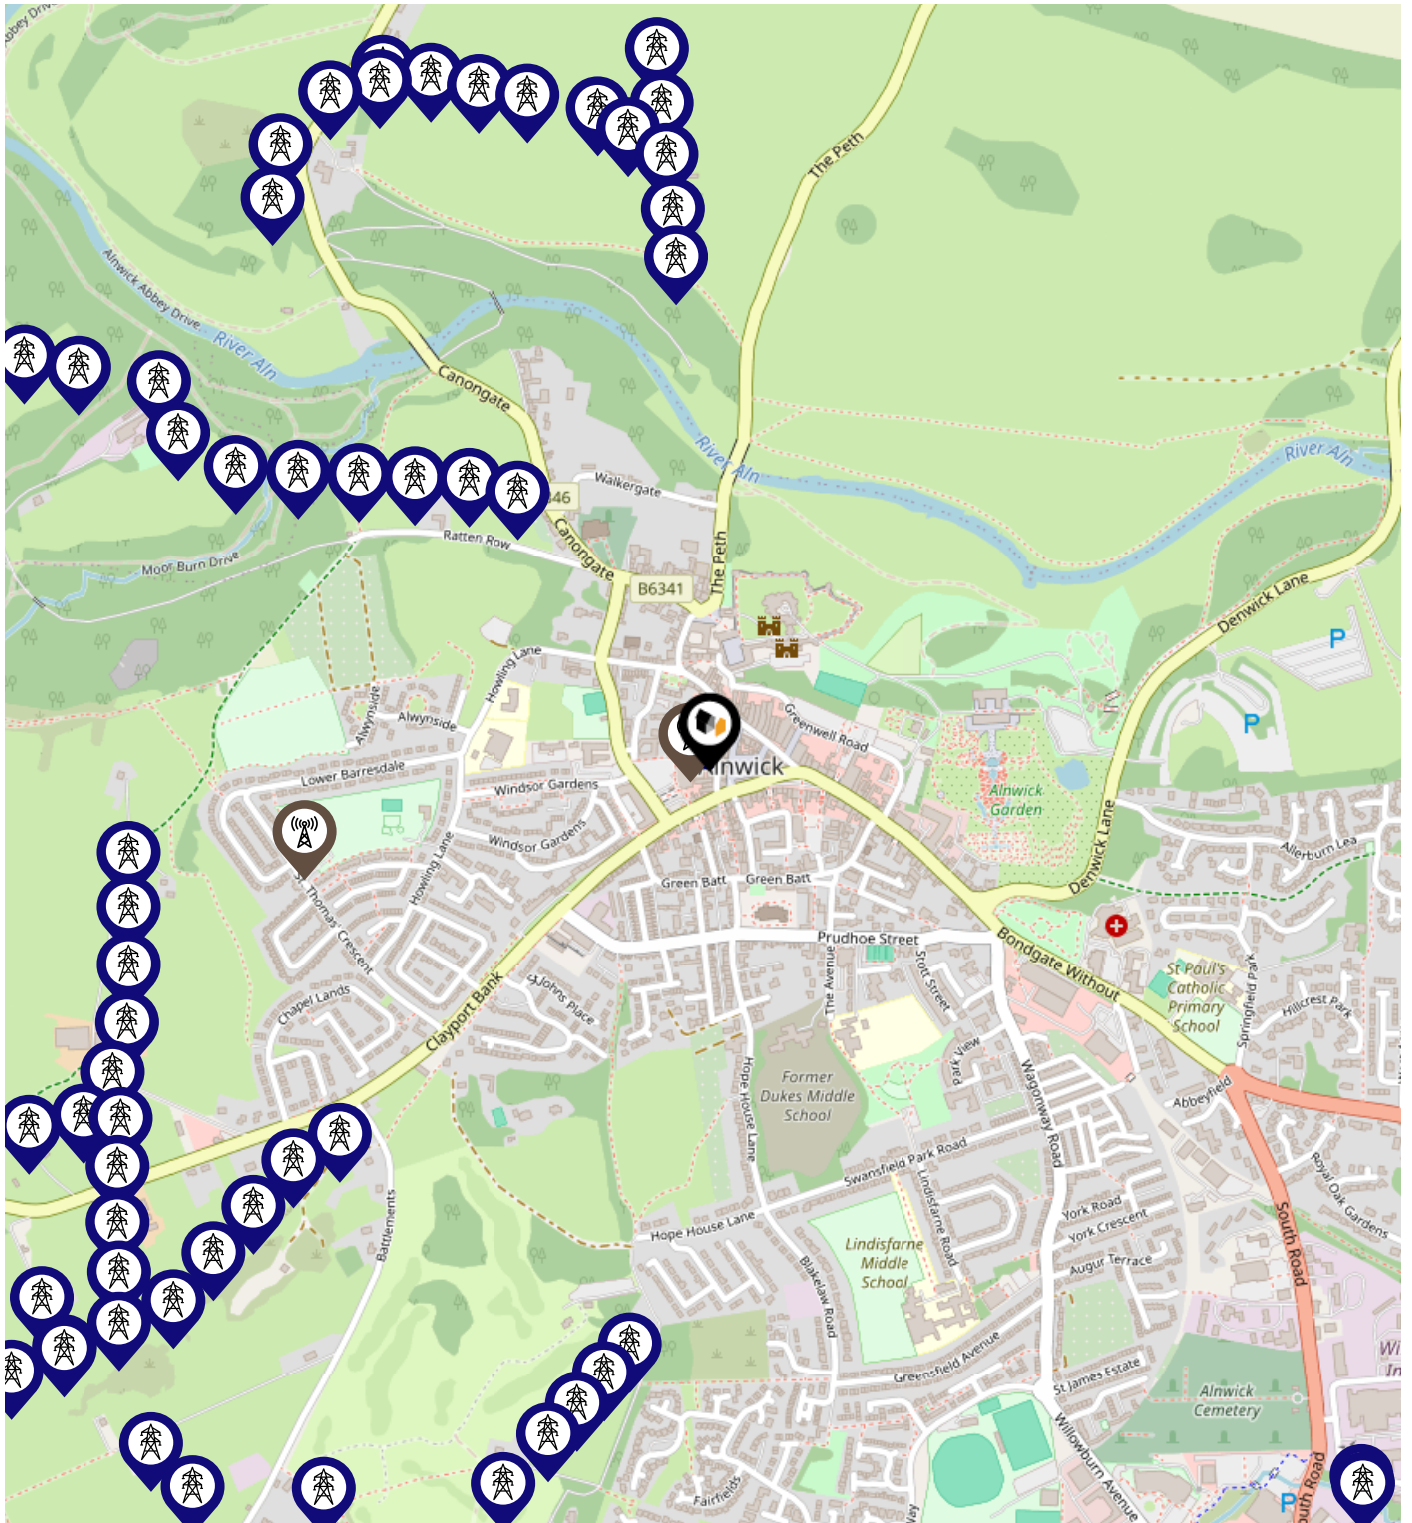 Abbey Drive
The Peth
Alnwick Abbey Drive
River Aln
Canongate
River Aln
River Aln
Walkergate
Canongate
Ratten Row
Moor Burn Drive
The Peth
B6341
Denwick Lane
P
Howling Lane
Alwynside
Alwynside
Greenwell Road
P
Alnwick
Lower Barresdale
Windsor Gardens
Alnwick
Garden
Windsor Gardens
Howling Lane
Denwick Lane
Allerburn Lea
Green Batt
Green Batt
St Thomas Crescent
Prudhoe Street
Bondgate Without
Clayport Bank
Chapel Lands
St Johns Place
The Avenue
Stott Street
St Paul's
Catholic
Primary
School
Springfield Park
Hillcrest Park
Park View
Wagonway Road
Abbeyfield
Former
Dukes Middle
School
Hope House Lane
Swansfield Park Road
Lindisfarne Road
Royal Oak Gardens
York Road
York Crescent
Hope House Lane
Battlements
South Road
Augur Terrace
Lindisfarne
Middle
School
Blakelaw Road
Greensfield Avenue
St James Estate
Alnwick
Cemetery
Willowburn Avenue
Fairfields
South Road
P